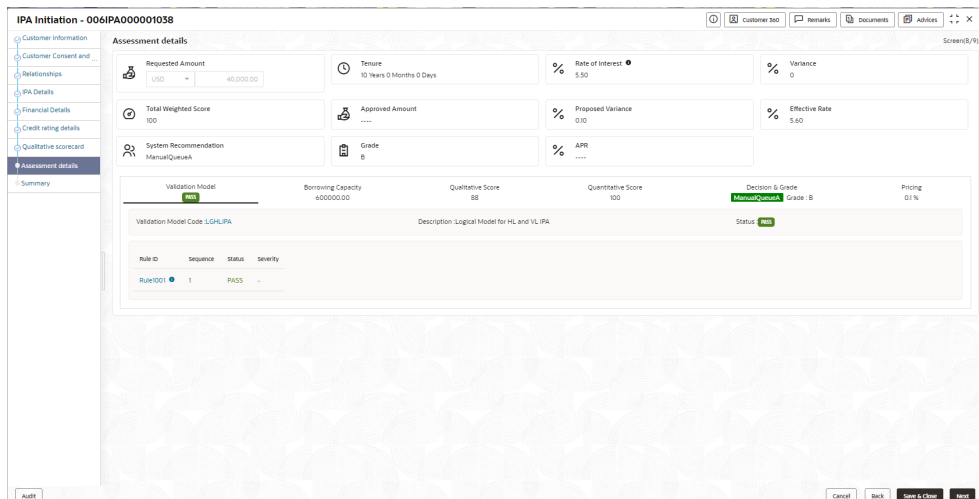 IPA Initiation - 006IPA000001038
Customer 360
Remarks
Documents
Advices
Customer Information
Customer Consent and ...
Relationships
IPA Details
Financial Details
Credit rating details
Qualitative scorecard
Assessment details
Summary
Assessment details
Screen(8/9)
Requested Amount
USD 40,000.00
Tenure
10 Years 0 Months 0 Days
Rate of Interest
5.50
Variance
0
Total Weighted Score
100
Approved Amount
----
Proposed Variance
0.10
Effective Rate
5.60
System Recommendation
ManualQueueA
Grade
B
APR
----
Validation Model
PASS
Borrowing Capacity
600000.00
Qualitative Score
88
Quantitative Score
100
Decision & Grade
ManualQueueA Grade : B
Pricing
0.1 %
Validation Model Code :LGHLIPA Description :Logical Model for HL and VL IPA Status : PASS
Rule ID Sequence Status Severity
Rule1001 1 PASS -
Audit
Cancel Back Save & Close Next